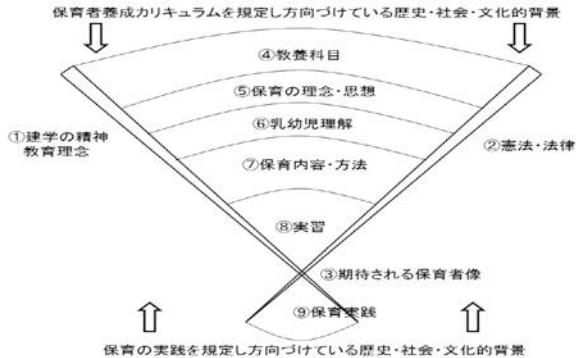 保育者養成カリキュラムを規定し方向づけている歴史・社会・文化的背景
④教養科目
⑤保育の理念・思想
⑥乳幼児理解
①建学の精神
教育理念
②憲法・法律
⑦保育内容・方法
⑧実習
③期待される保育者像
⑨保育実践
保育の実践を規定し方向づけている歴史・社会・文化的背景